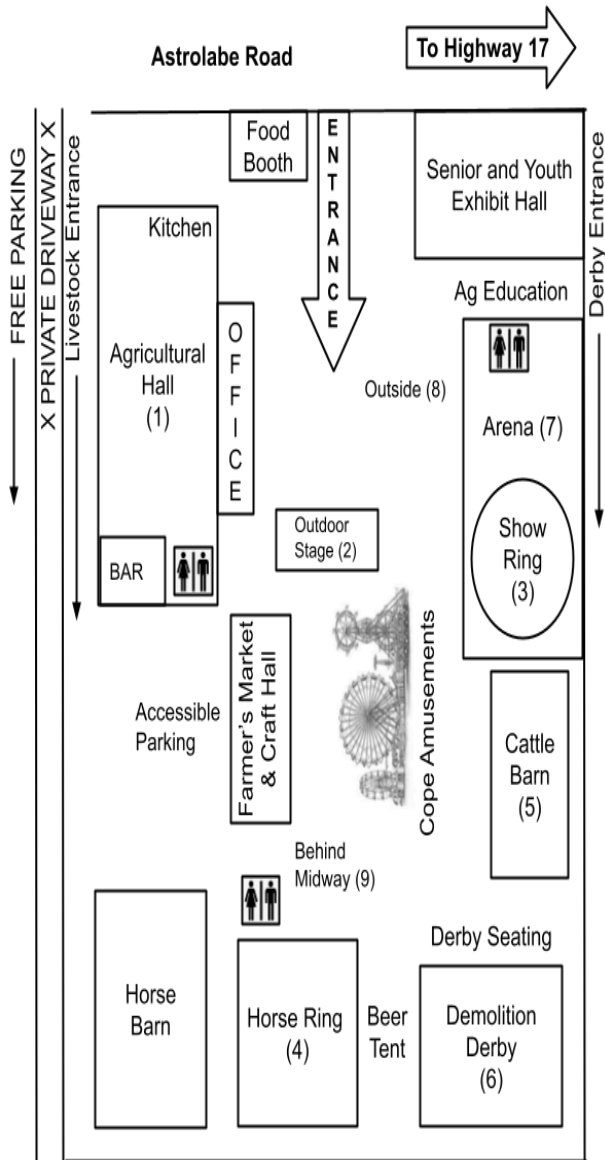 To Highway 17
Astrolabe Road
FREE PARKING
X PRIVATE DRIVEWAY X
Livestock Entrance
Food
Booth
ENTRANCE
Senior and Youth
Exhibit Hall
Derby Entrance
Kitchen
Agricultural
Hall
(1)
OFFICE
BAR
Ag Education
Outside (8)
Arena (7)
Show
Ring
(3)
Outdoor
Stage (2)
Farmer's Market
& Craft Hall
Cope Amusements
Accessible
Parking
Cattle
Barn
(5)
Behind
Midway (9)
Derby Seating
Horse
Barn
Horse Ring
(4)
Beer
Tent
Demolition
Derby
(6)